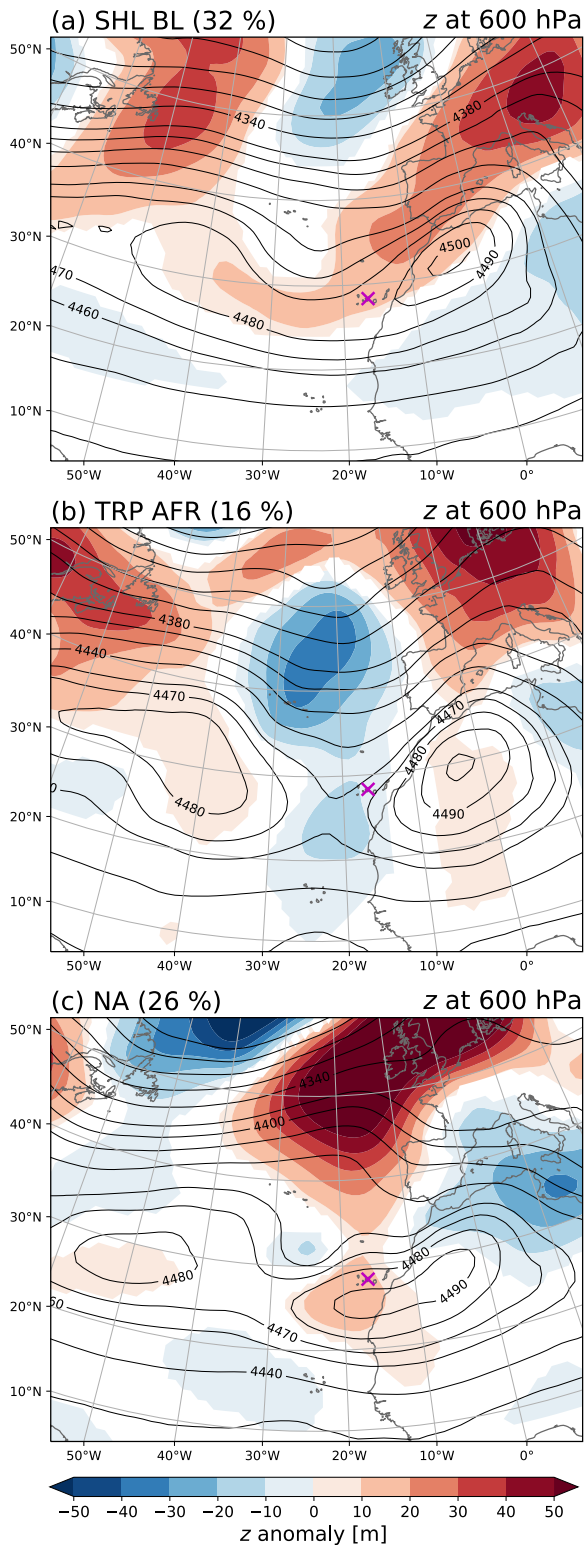 (a) SHL BL (32 %) z at 600 hPa
50°N
40°N
30°N
20°N
10°N
4340
4380
4500
4490
470
4460
4480
50°W 40°W 30°W 20°W 10°W 0°
(b) TRP AFR (16 %) z at 600 hPa
50°N
40°N
30°N
20°N
10°N
4380
4440
4470
4470
4480
4480
4490
0
50°W 40°W 30°W 20°W 10°W 0°
(c) NA (26 %) z at 600 hPa
50°N
40°N
30°N
20°N
10°N
4340
4400
4480
4480
4490
50
4470
4440
50°W 40°W 30°W 20°W 10°W 0°
−50 −40 −30 −20 −10 0 10 20 30 40 50
z anomaly [m]